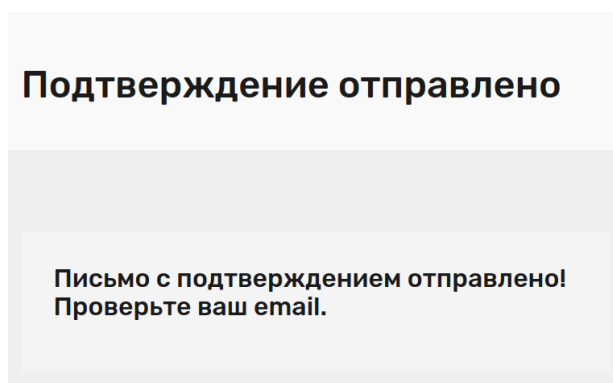 Подтверждение отправлено
Письмо с подтверждением отправлено!
Проверьте ваш email.